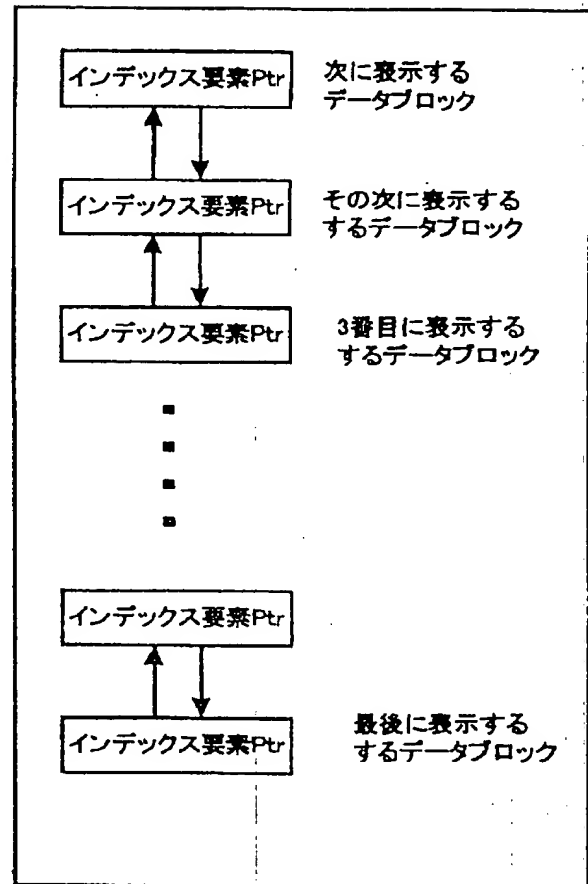 インデックス要素Ptr
次に表示する
データブロック
インデックス要素Ptr
その次に表示する
するデータブロック
インデックス要素Ptr
3番目に表示する
するデータブロック
インデックス要素Ptr
インデックス要素Ptr
最後に表示する
するデータブロック